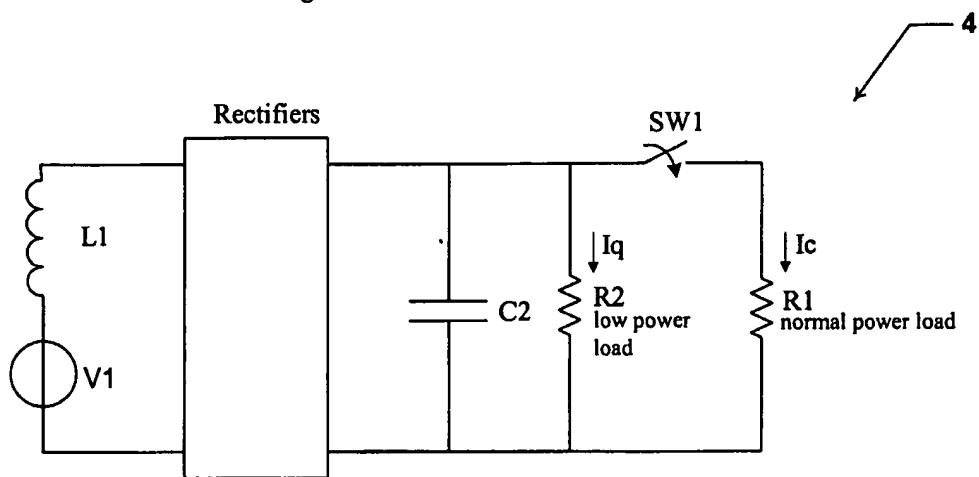 4
Rectifiers
SW1
L1
Iq
Ic
C2
R2
low power
load
R1
normal power load
V1